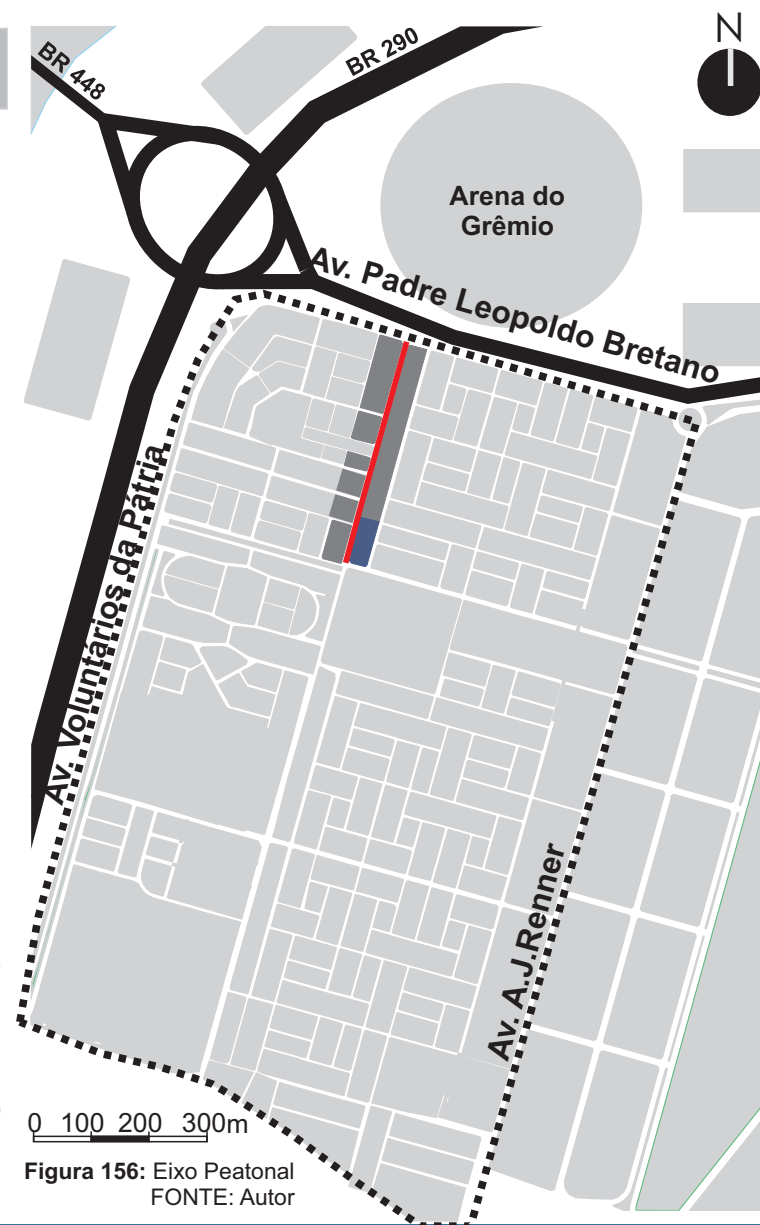 N
BR 448
BR 290
Arena do
Grêmio
Av. Padre Leopoldo Bretano
Av. Voluntários da Pátria
Av. A.J.Renner
0 100 200 300m
Figura 156: Eixo Peatonal
FONTE: Autor